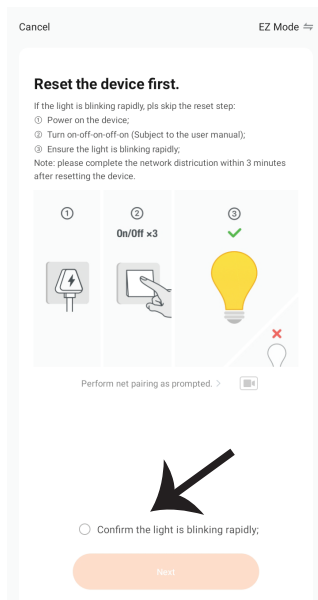 Cancel EZ Mode
Reset the device first.
If the light is blinking rapidly, pls skip the reset step:
① Power on the device;
② Turn on-off-on-off-on (Subject to the user manual);
③ Ensure the light is blinking rapidly;
Note: please complete the network districution within 3 minutes
after resetting the device.
① ② ③
On/Off ×3
Perform net pairing as prompted. >
Confirm the light is blinking rapidly;
Next